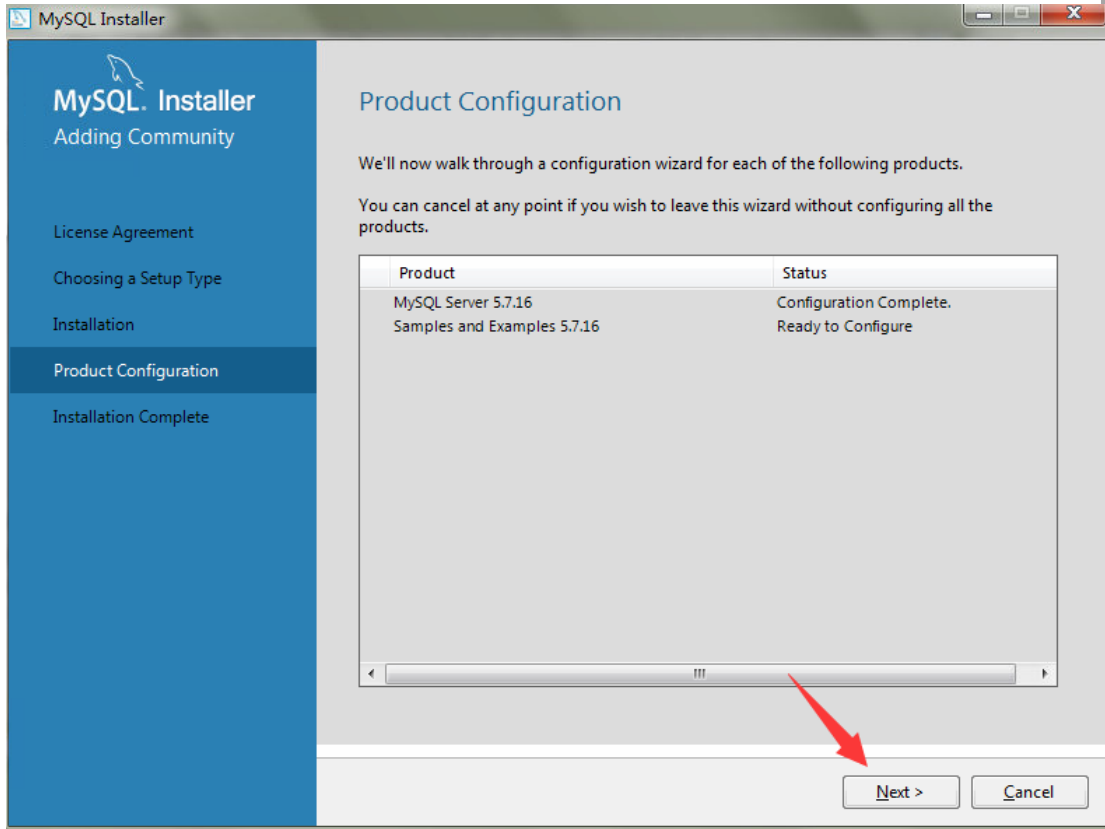 MySQL Installer
MySQL. Installer
Adding Community
License Agreement
Choosing a Setup Type
Installation
Product Configuration
Installation Complete
Product Configuration
We'll now walk through a configuration wizard for each of the following products.
You can cancel at any point if you wish to leave this wizard without configuring all the
products.
Product Status
MySQL Server 5.7.16 Configuration Complete.
Samples and Examples 5.7.16 Ready to Configure
Next >
Cancel